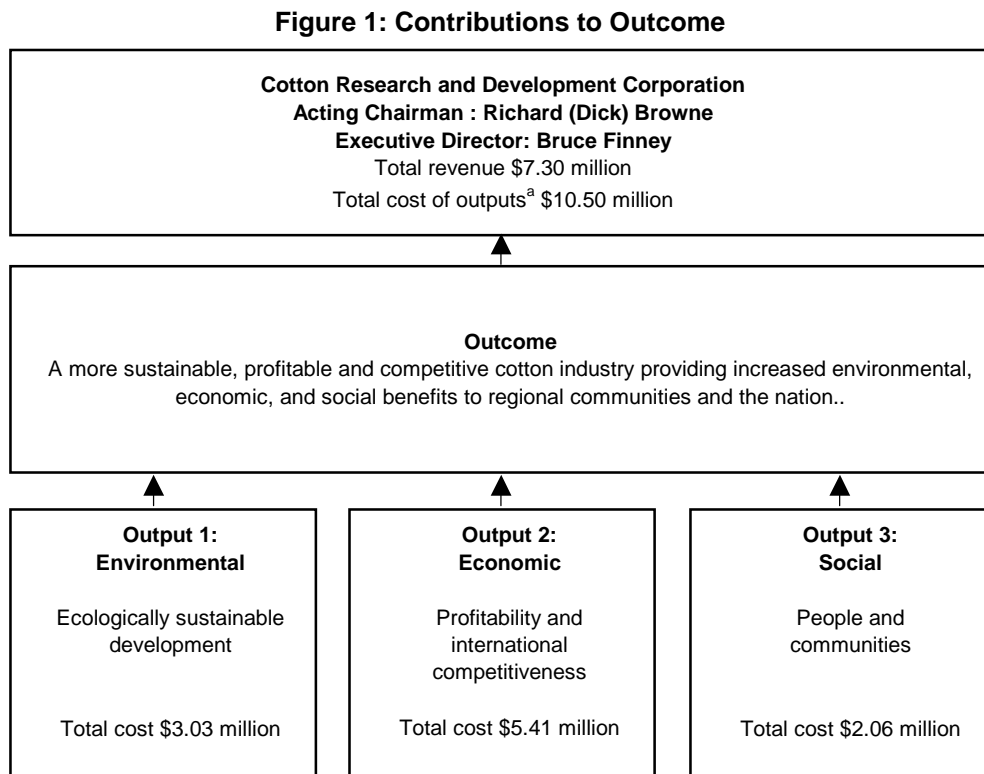 Figure 1: Contributions to Outcome
Cotton Research and Development Corporation
Acting Chairman : Richard (Dick) Browne
Executive Director: Bruce Finney
Total revenue $7.30 million
Total cost of outputsa $10.50 million
Outcome
A more sustainable, profitable and competitive cotton industry providing increased environmental,
economic, and social benefits to regional communities and the nation..
Output 1:
Environmental
Ecologically sustainable
development
Total cost $3.03 million
Output 2:
Economic
Profitability and
international
competitiveness
Total cost $5.41 million
Output 3:
Social
People and
communities
Total cost $2.06 million